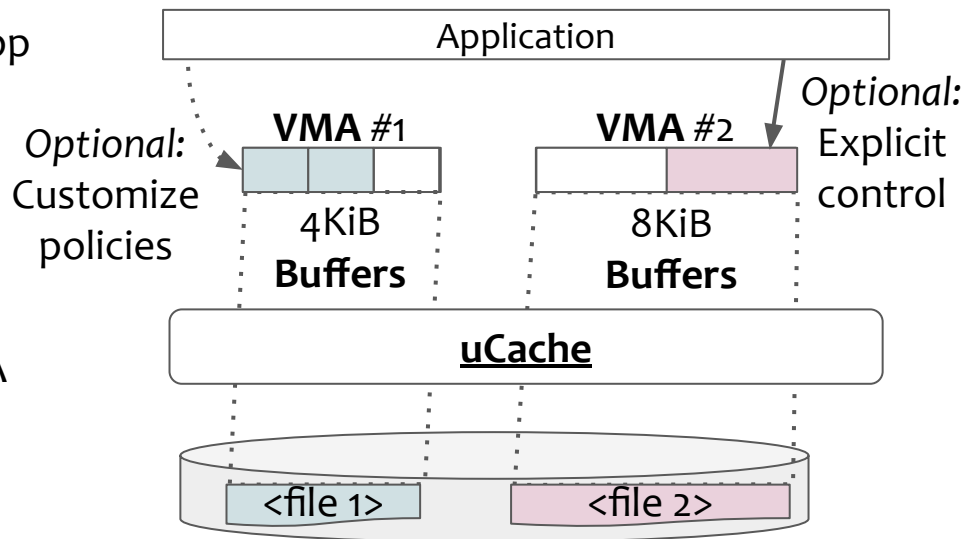 Application
pp
Optional:
Customize
policies
VMA #1
4KiB
Buffers
VMA #2
8KiB
Buffers
Optional:
Explicit
control
uCache
A
<file 1>
<file 2>